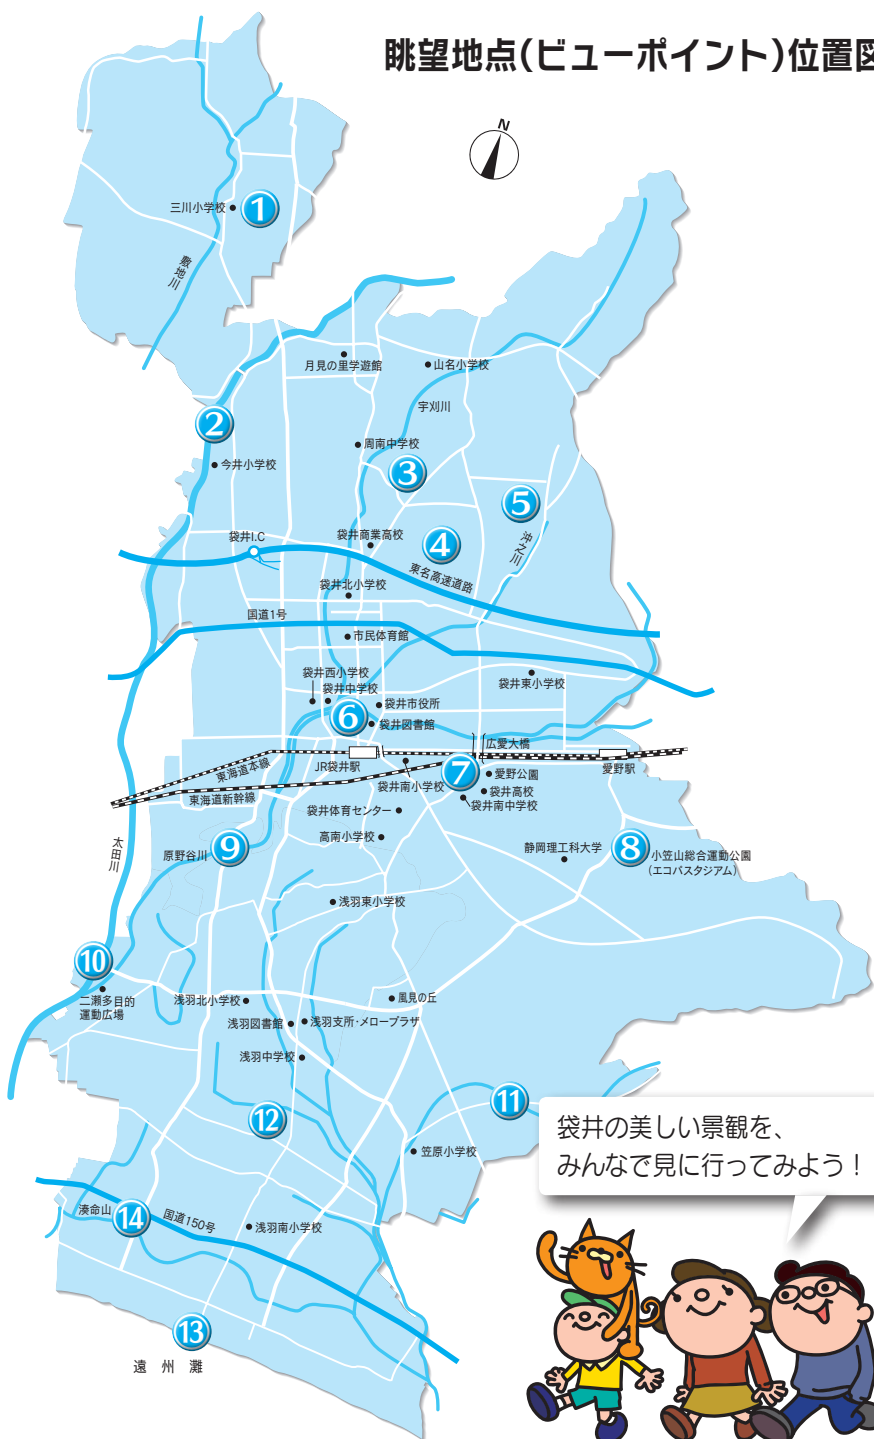 眺望地点(ビューポイント)位置図
N
三川小学校
1
敷地川
月見の里学遊館
山名小学校
宇刈川
2
周南中学校
今井小学校
3
5
沖之川
袋井I.C
袋井商業高校
4
東名高速道路
袋井北小学校
国道1号
市民体育館
袋井西小学校
袋井中学校
袋井東小学校
袋井市役所
6
袋井図書館
広愛大橋
JR袋井駅
愛野駅
東海道本線
7
愛野公園
袋井南小学校
袋井高校
東海道新幹線
袋井南中学校
袋井体育センター
太田川
高南小学校
原野谷川
9
静岡理工科大学
8
小笠山総合運動公園
(エコパスタジアム)
浅羽東小学校
10
二瀬多目的
運動広場
浅羽北小学校
風見の丘
浅羽図書館
浅羽支所・メロープラザ
浅羽中学校
11
12
笠原小学校
袋井の美しい景観を、
みんなで見に行ってみよう！
湊命山
14
国道150号
浅羽南小学校
13
遠州灘